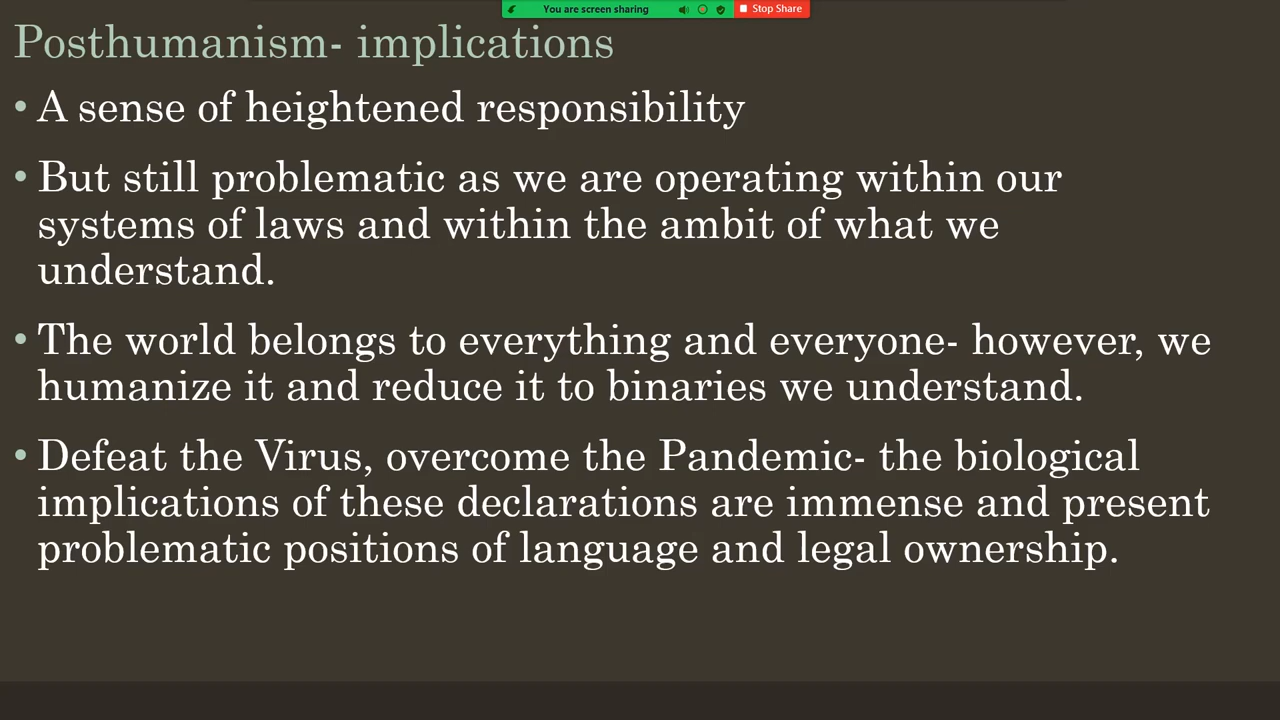 You are screen sharing
Stop Share
Posthumanism- implications
• A sense of heightened responsibility
• But still problematic as we are operating within our
systems of laws and within the ambit of what we
understand.
• The world belongs to everything and everyone- however, we
humanize it and reduce it to binaries we understand.
• Defeat the Virus, overcome the Pandemic- the biological
implications of these declarations are immense and present
problematic positions of language and legal ownership.